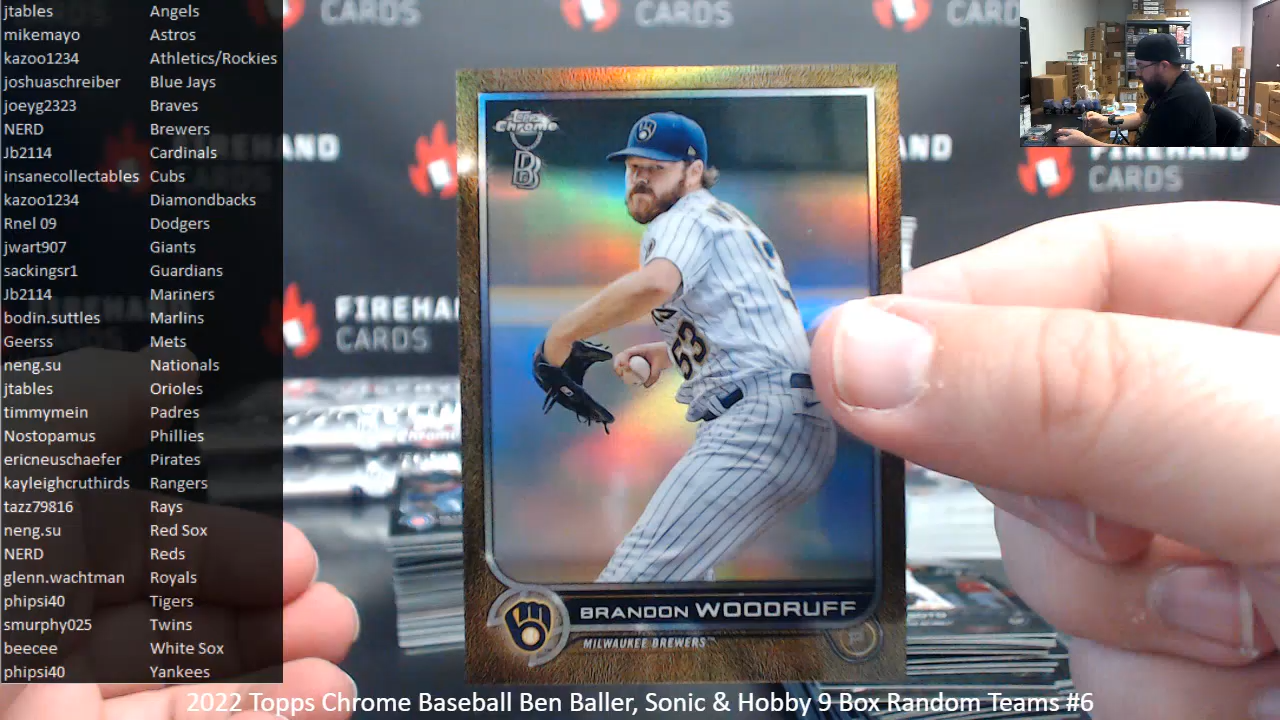 jtables Angels
mikemayo Astros
kazoo1234 Athletics/Rockies
joshuaschreiber Blue Jays
joeyg2323 Braves
NERD Brewers
Jb2114 Cardinals
insanecollectables Cubs
kazoo1234 Diamondbacks
Rnel 09 Dodgers
jwart907 Giants
sackingsr1 Guardians
Jb2114 Mariners
bodin.suttles Marlins
Geerss Mets
neng.su Nationals
jtables Orioles
timmymein Padres
Nostopamus Phillies
ericneuschaefer Pirates
kayleighcruthirds Rangers
tazz79816 Rays
neng.su Red Sox
NERD Reds
glenn.wachtman Royals
phipsi40 Tigers
smurphy025 Twins
beecee White Sox
phipsi40 Yankees
CARDS
CARDS
CARD
FIREHAND
CARDS
Topps
Chrome
BB
53
BRANDON WOODRUFF
MILWAUKEE BREWERS
2022 Topps Chrome Baseball Ben Baller, Sonic & Hobby 9 Box Random Teams #6